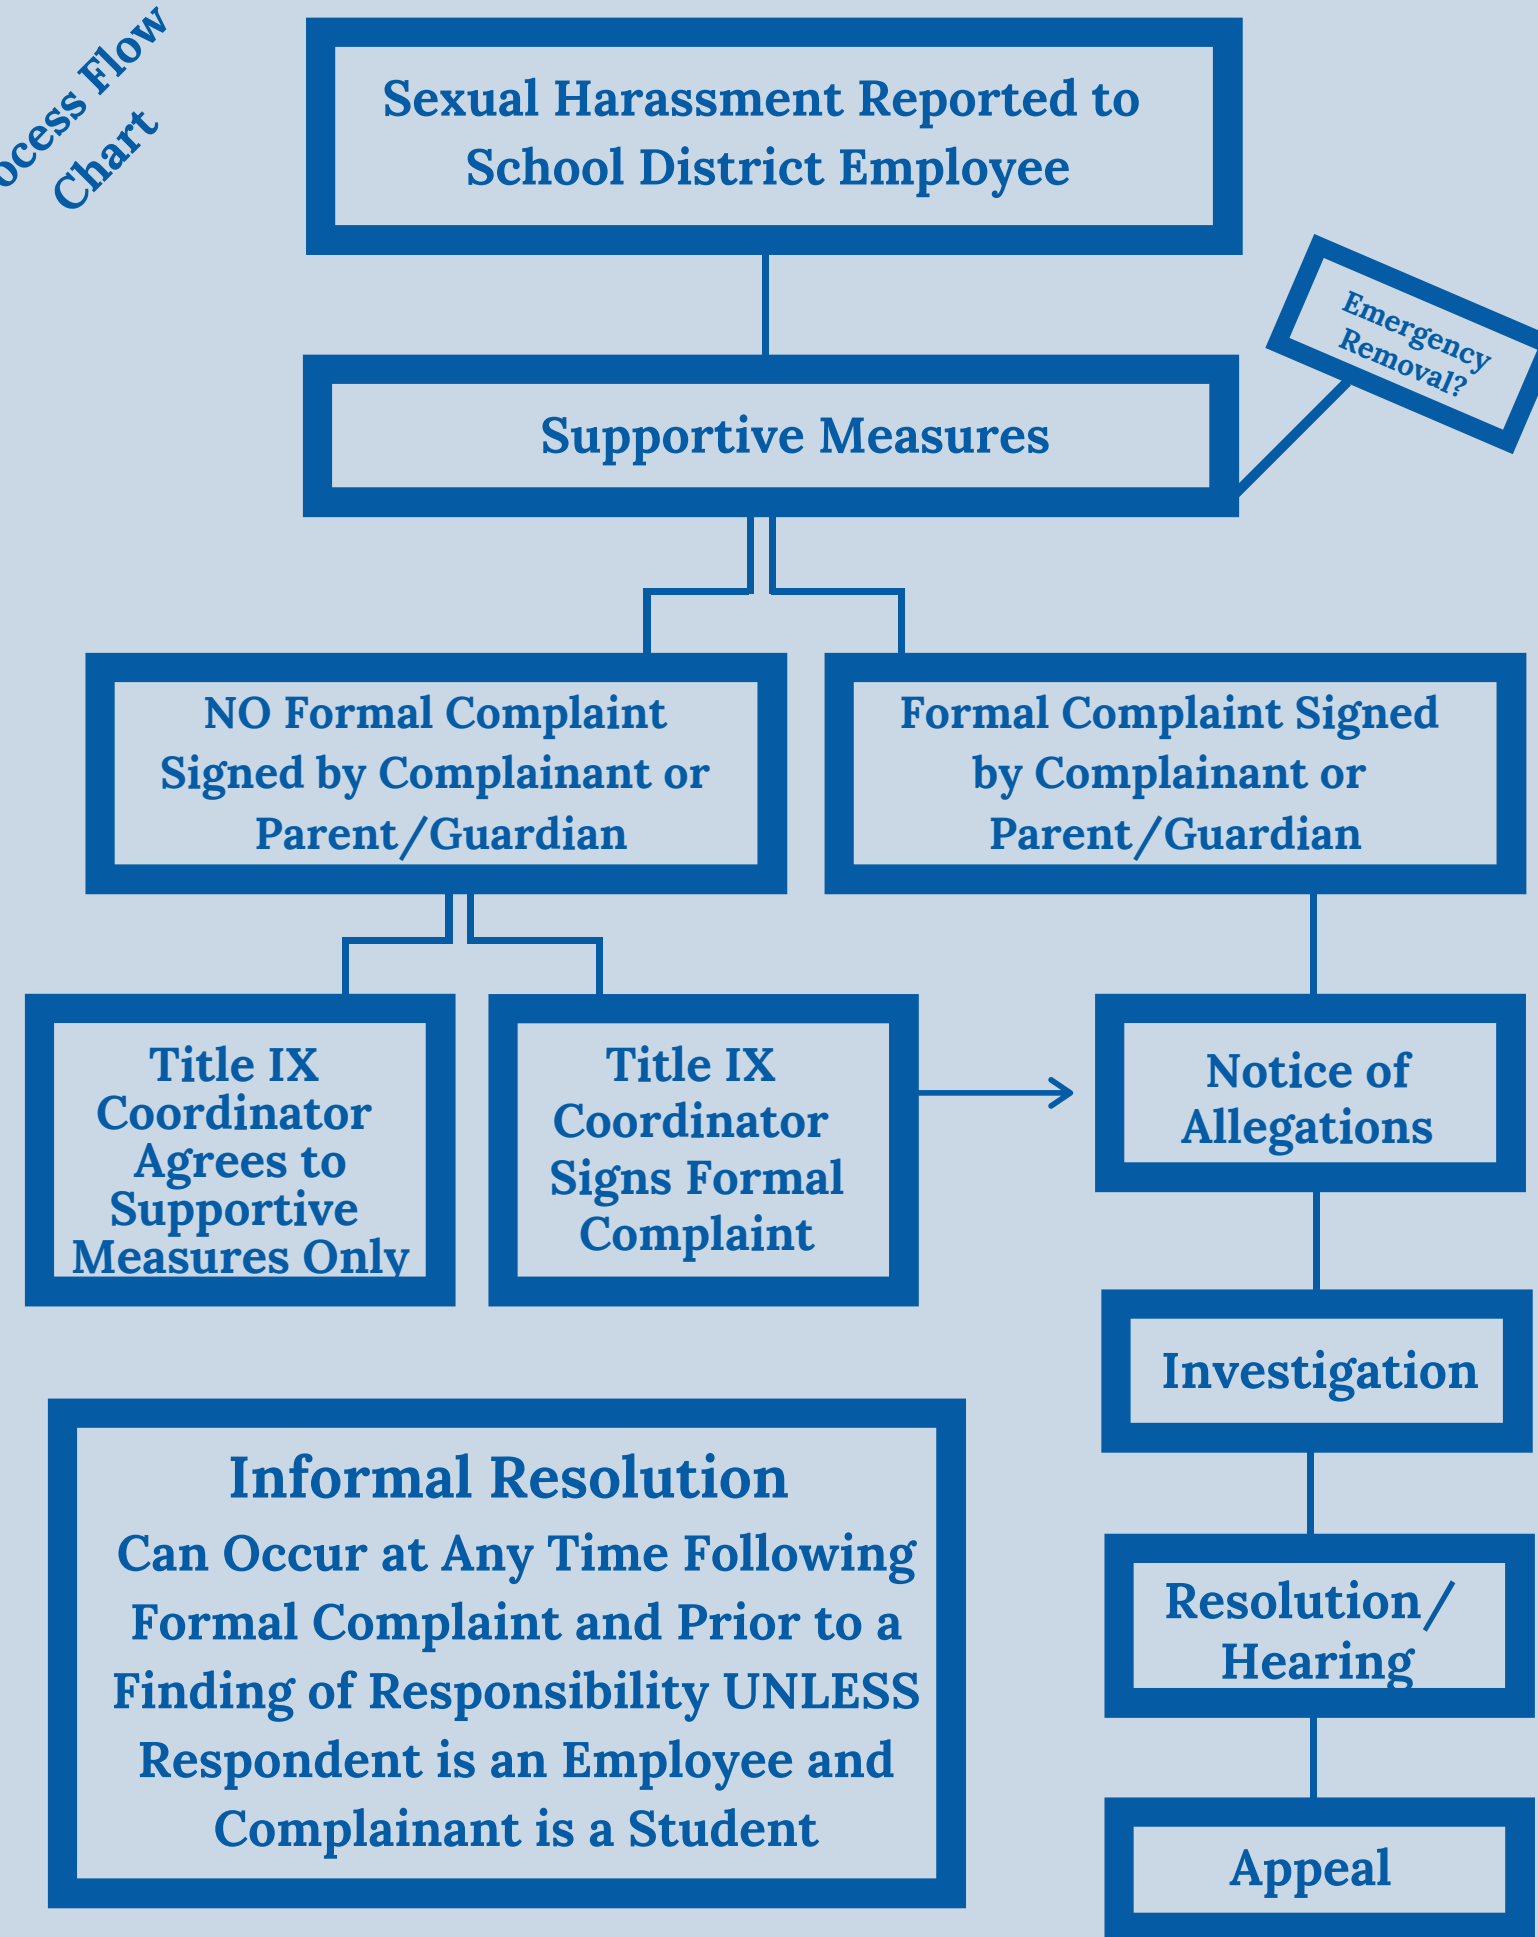 Flow
Chart
Sexual Harassment Reported to
School District Employee
Emergency
Removal?
Supportive Measures
NO Formal Complaint
Signed by Complainant or
Parent/Guardian
Formal Complaint Signed
by Complainant or
Parent/Guardian
Title IX
Coordinator
Agrees to
Supportive
Measures Only
Title IX
Coordinator
Signs Formal
Complaint
Notice of
Allegations
Investigation
Informal Resolution
Can Occur at Any Time Following
Formal Complaint and Prior to a
Finding of Responsibility UNLESS
Respondent is an Employee and
Complainant is a Student
Resolution/
Hearing
Appeal